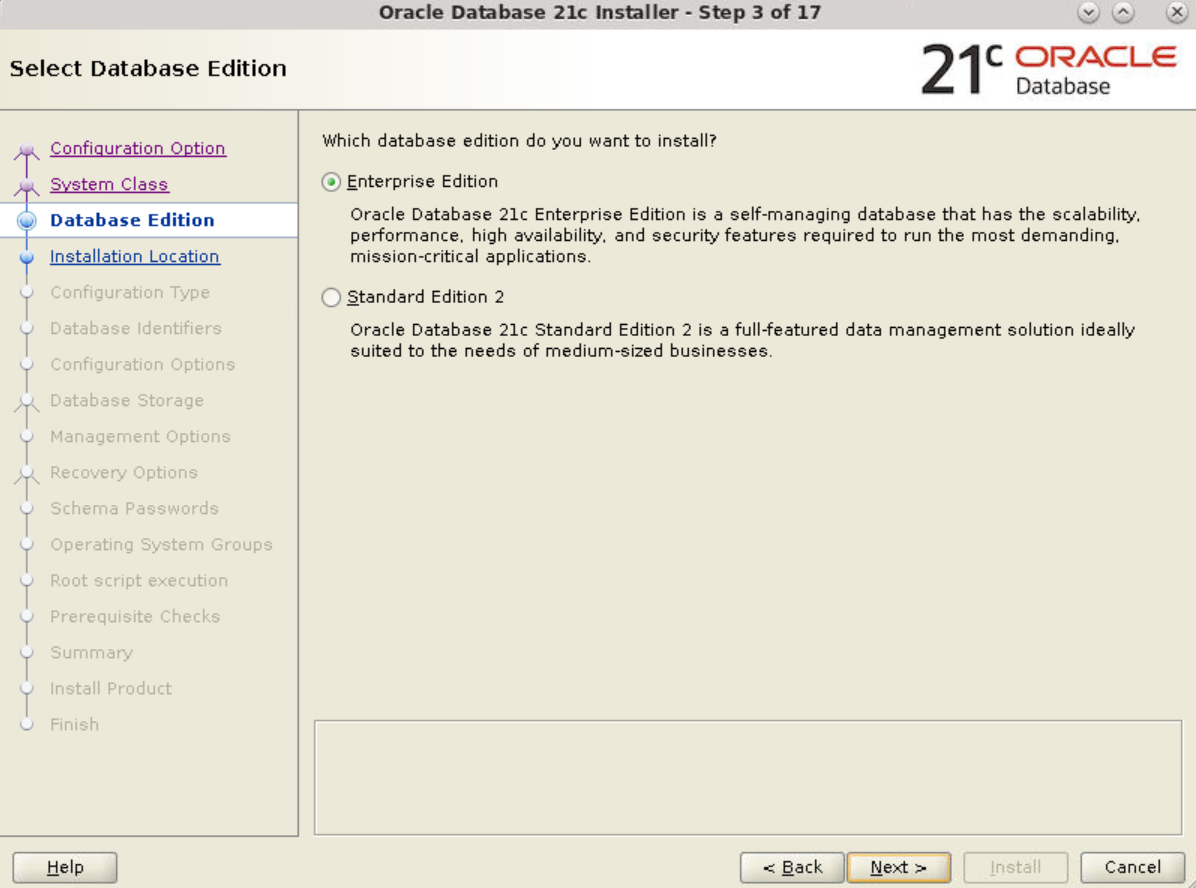 Oracle Database 21c Installer - Step 3 of 17
Select Database Edition
21c ORACLE
Database
Configuration Option
System Class
Database Edition
Installation Location
Configuration Type
Database Identifiers
Configuration Options
Database Storage
Management Options
Recovery Options
Schema Passwords
Operating System Groups
Root script execution
Prerequisite Checks
Summary
Install Product
Finish
Which database edition do you want to install?
Enterprise Edition
Oracle Database 21c Enterprise Edition is a self-managing database that has the scalability,
performance, high availability, and security features required to run the most demanding,
mission-critical applications.
Standard Edition 2
Oracle Database 21c Standard Edition 2 is a full-featured data management solution ideally
suited to the needs of medium-sized businesses.
Help
< Back
Next >
Install
Cancel